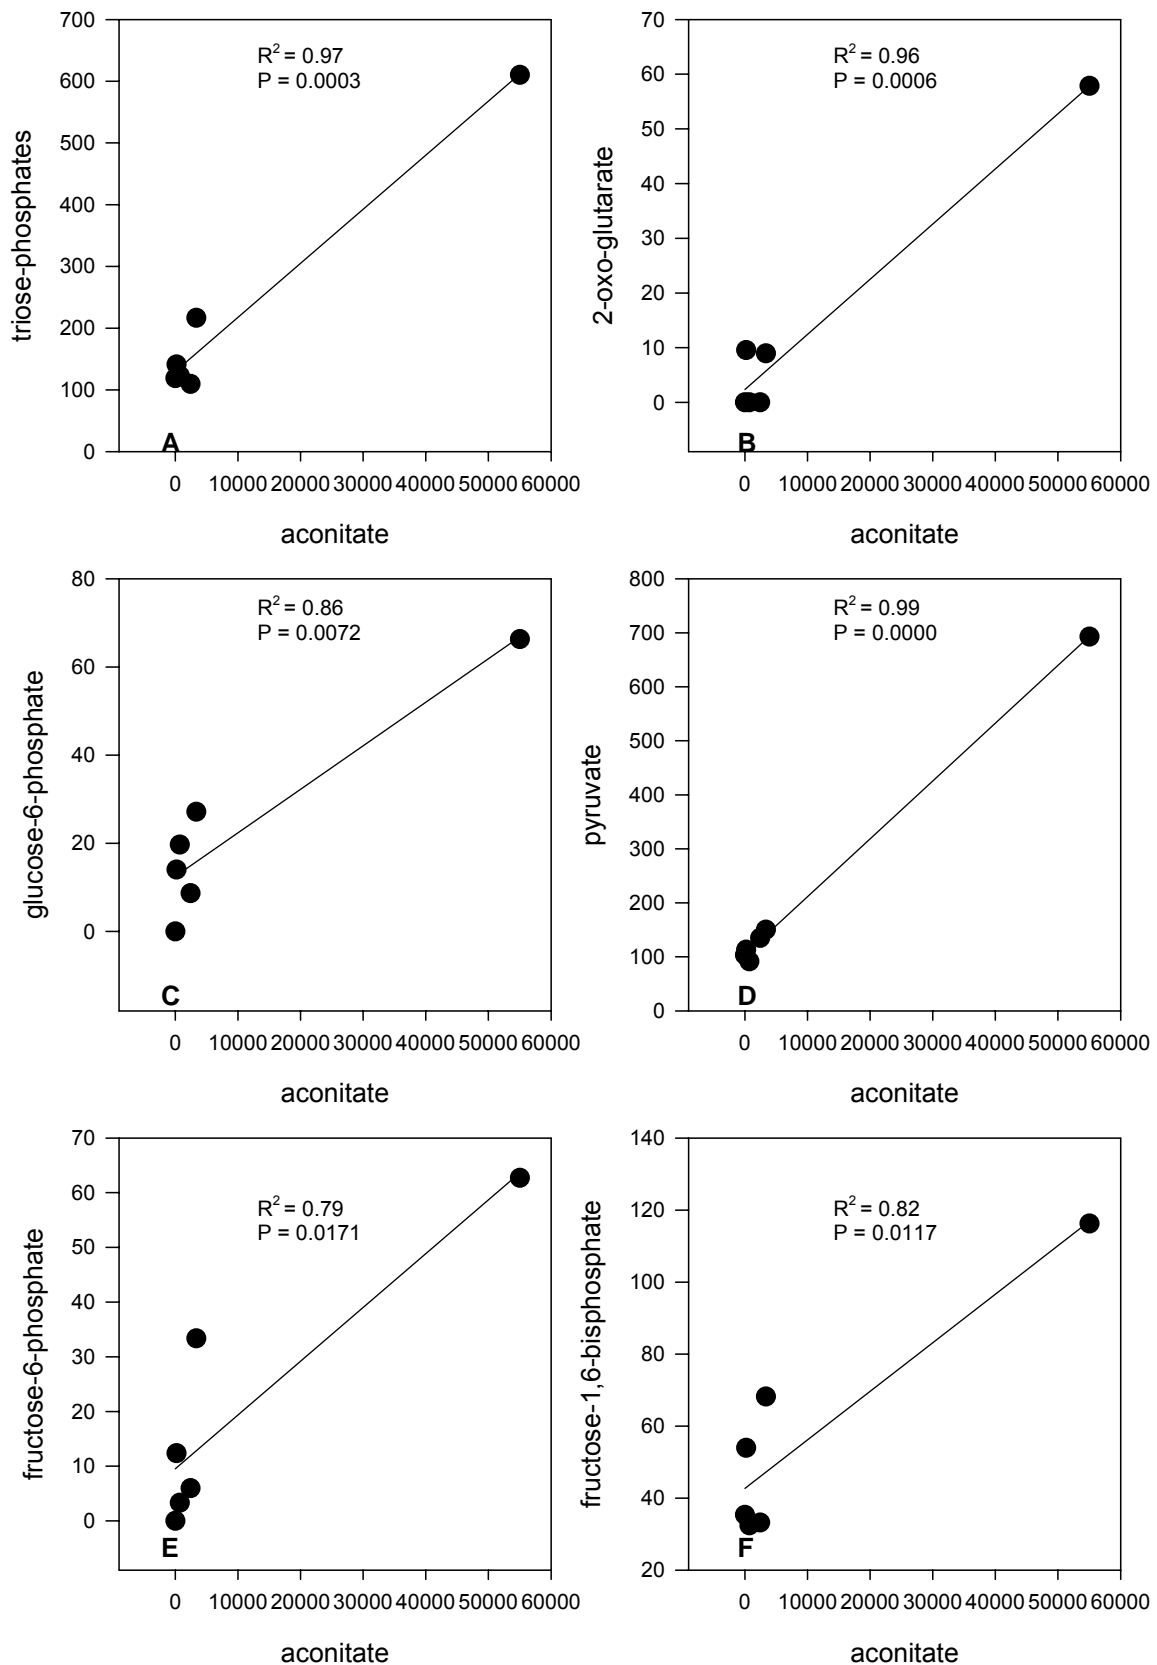 700
600
500
400
300
200
100
0
triose-phosphates
R² = 0.97
P = 0.0003
A
0 10000 20000 30000 40000 50000 60000
aconitate
70
60
50
40
30
20
10
0
2-oxo-glutarate
R² = 0.96
P = 0.0006
B
0 10000 20000 30000 40000 50000 60000
aconitate
80
60
40
20
0
glucose-6-phosphate
R² = 0.86
P = 0.0072
C
0 10000 20000 30000 40000 50000 60000
aconitate
800
700
600
500
400
300
200
100
0
pyruvate
R² = 0.99
P = 0.0000
D
0 10000 20000 30000 40000 50000 60000
aconitate
70
60
50
40
30
20
10
0
fructose-6-phosphate
R² = 0.79
P = 0.0171
E
0 10000 20000 30000 40000 50000 60000
aconitate
140
120
100
80
60
40
20
fructose-1,6-bisphosphate
R² = 0.82
P = 0.0117
F
0 10000 20000 30000 40000 50000 60000
aconitate